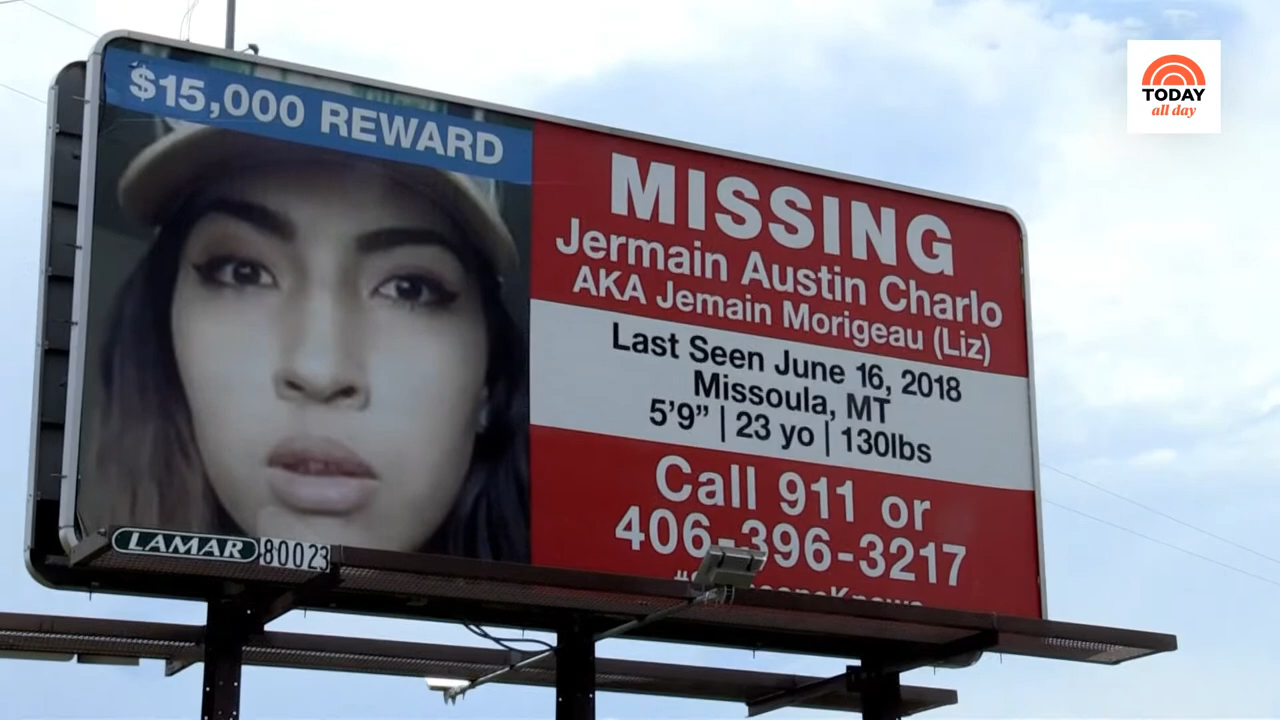 $15,000 REWARD
MISSING
Jermain Austin Charlo
AKA Jemain Morigeau (Liz)
Last Seen June 16, 2018
Missoula, MT
5'9” | 23 yo | 130lbs
Call 911 or
406-396-3217
LAMAR 80023
TODAY
all day